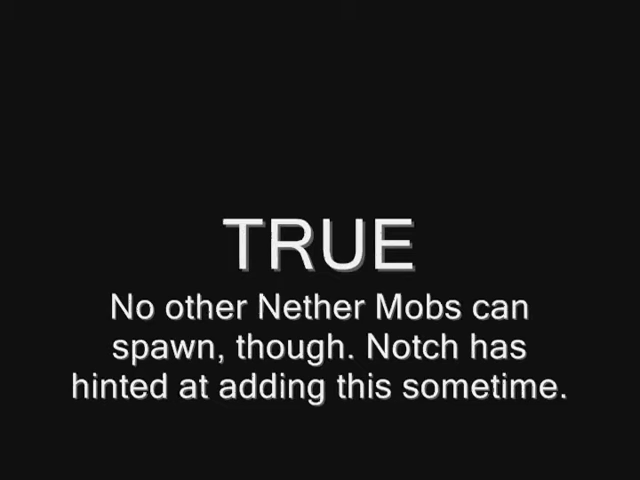 TRUE
No other Nether Mobs can
spawn, though. Notch has
hinted at adding this sometime.